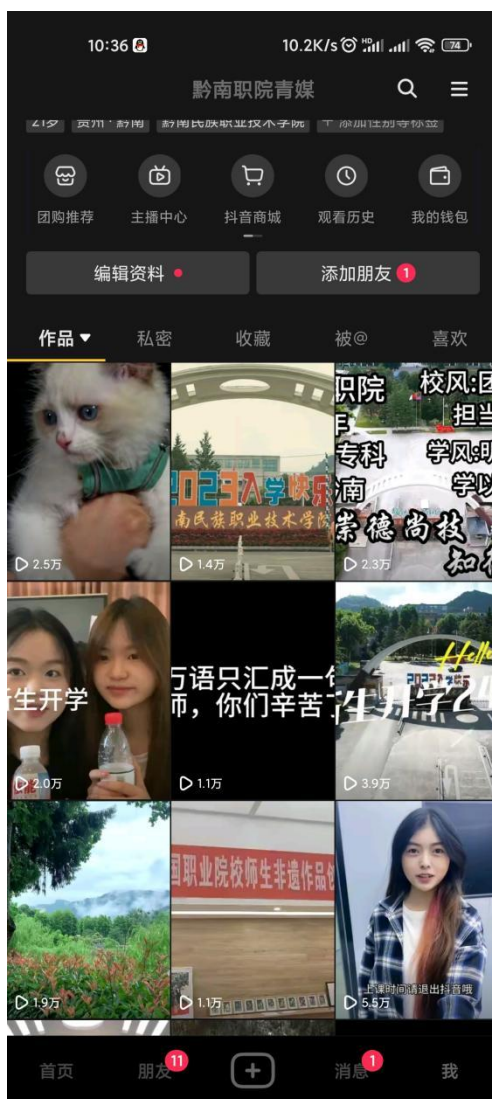 10:36
10.2K/s HD 74
黔南职院青媒
21岁 贵州·黔南 黔南民族职业技术学院 + 添加性别等标签
团购推荐 主播中心 抖音商城 观看历史 我的钱包
编辑资料 添加朋友 1
作品 私密 收藏 被@ 喜欢
2.5万
2023入学快乐
南民族职业技术学院
1.4万
职院 校风:团
担当
专科 学风:明
南 学以
崇德尚技
知行
2.3万
生开学
2.0万
万语只汇成一句
师，你们辛苦了
1.1万
Hello
生开学
3.9万
1.9万
国职业院校师生非遗作品创
1.1万
上课时间请退出抖音哦
5.5万
首页 朋友 11 消息 1 我